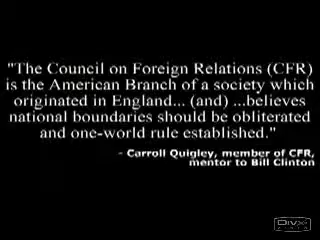 "The Council on Foreign Relations (CFR)
is the American Branch of a society which
originated in England... (and) ...believes
national boundaries should be obliterated
and one-world rule established."
- Carroll Quigley, member of CFR,
mentor to Bill Clinton
DivX